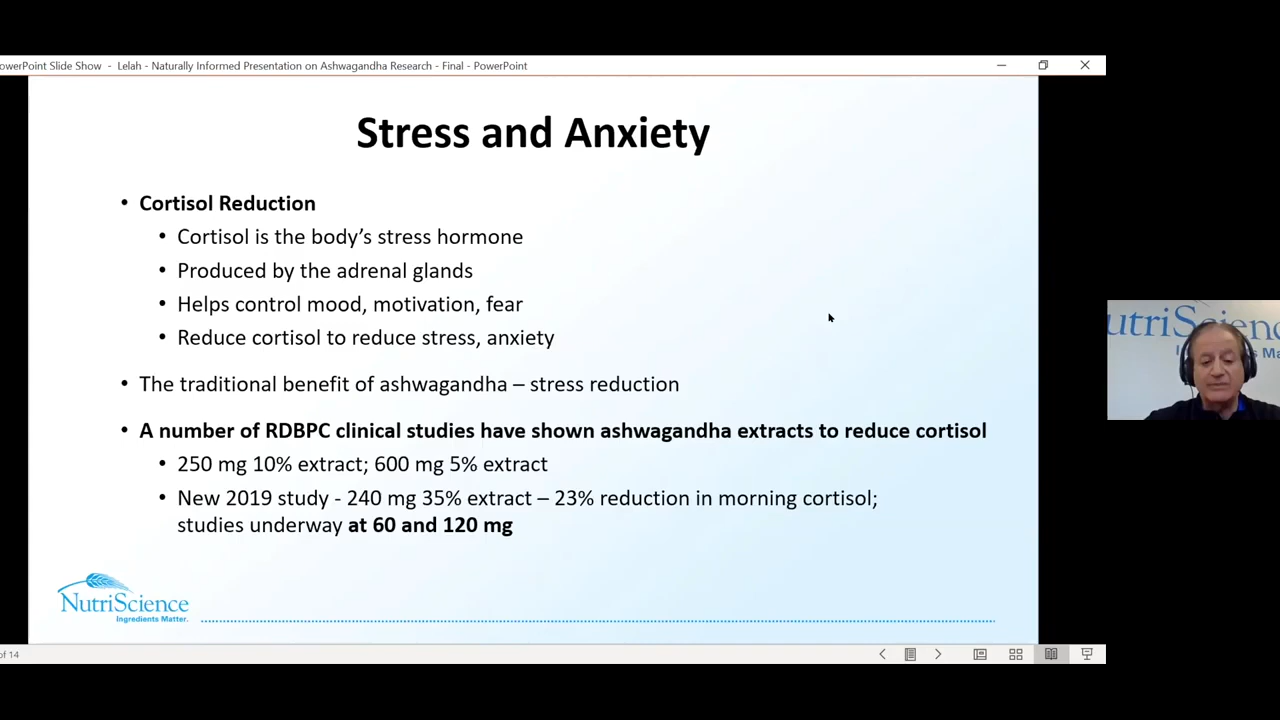 owerPoint Slide Show - Lelah - Naturally Informed Presentation on Ashwagandha Research - Final - PowerPoint
Stress and Anxiety
• Cortisol Reduction
• Cortisol is the body’s stress hormone
• Produced by the adrenal glands
• Helps control mood, motivation, fear
• Reduce cortisol to reduce stress, anxiety
• The traditional benefit of ashwagandha – stress reduction
• A number of RDBPC clinical studies have shown ashwagandha extracts to reduce cortisol
• 250 mg 10% extract; 600 mg 5% extract
• New 2019 study - 240 mg 35% extract – 23% reduction in morning cortisol;
studies underway at 60 and 120 mg
NutriScience
Ingredients Matter.
of 14
utriScienc
s Ma